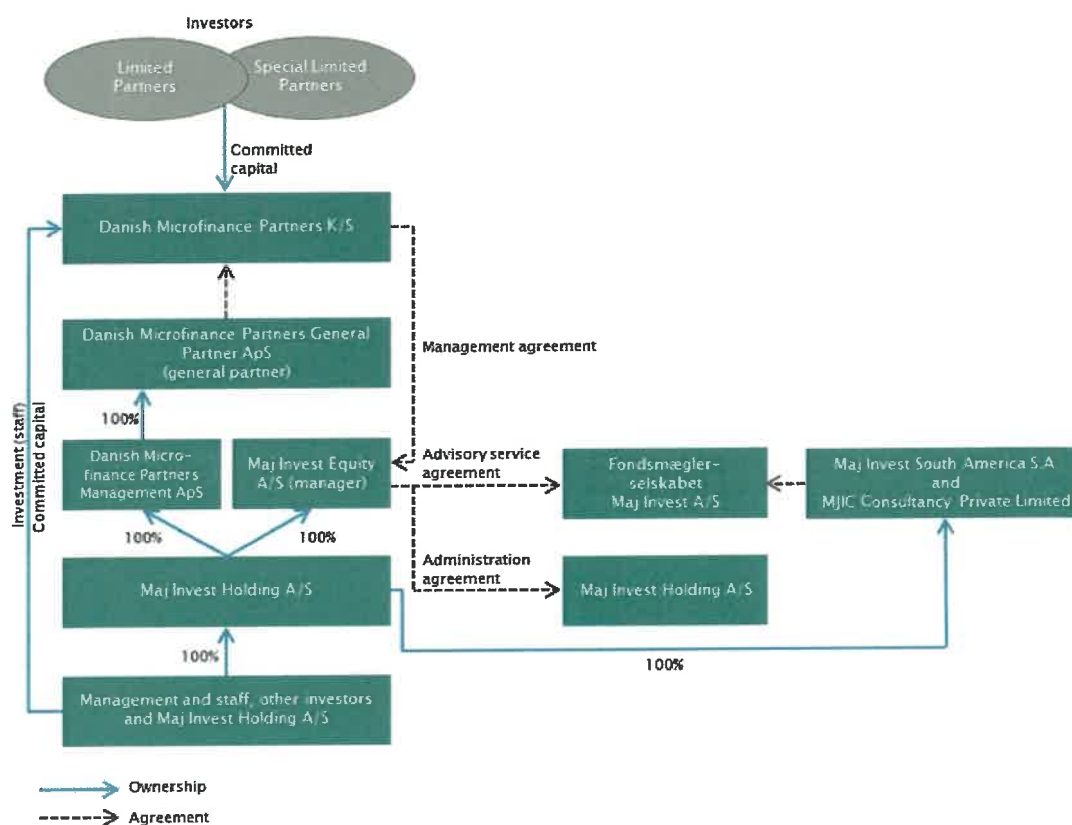 Investors
Limited
Partners
Special Limited
Partners
Committed
capital
Danish Microfinance Partners K/S
Danish Microfinance Partners General
Partner ApS
(general partner)
Management agreement
100%
Investment (staff)
Committed capital
Danish Micro-
finance Partners
Management ApS
Maj Invest Equity
A/S (manager)
Advisory service
agreement
Fondsmægler-
selskabet
Maj Invest A/S
Maj Invest South America S.A
and
MJIC Consultancy Private Limited
100%
100%
Maj Invest Holding A/S
Administration
agreement
Maj Invest Holding A/S
100%
100%
Management and staff, other investors
and Maj Invest Holding A/S
Ownership
Agreement